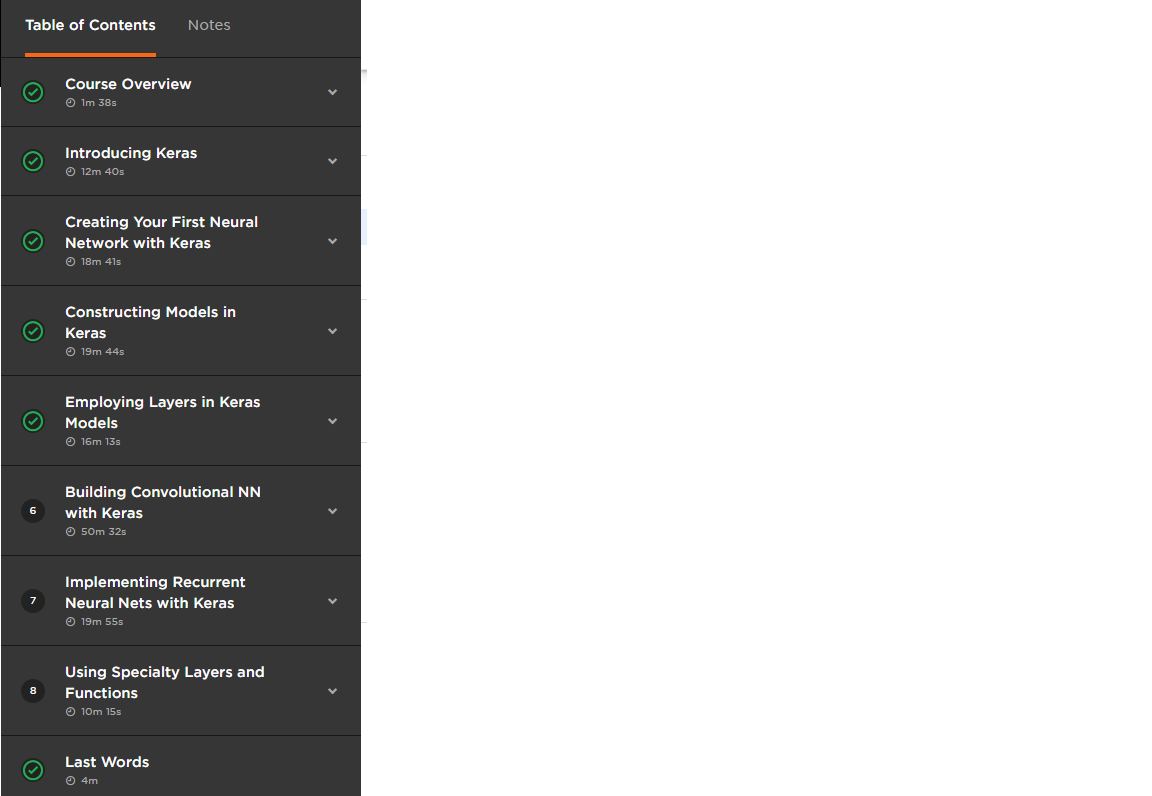 Table of Contents Notes
Course Overview
1m 38s
Introducing Keras
12m 40s
Creating Your First Neural
Network with Keras
18m 41s
Constructing Models in
Keras
19m 44s
Employing Layers in Keras
Models
16m 13s
6
Building Convolutional NN
with Keras
50m 32s
7
Implementing Recurrent
Neural Nets with Keras
19m 55s
8
Using Specialty Layers and
Functions
10m 15s
Last Words
4m